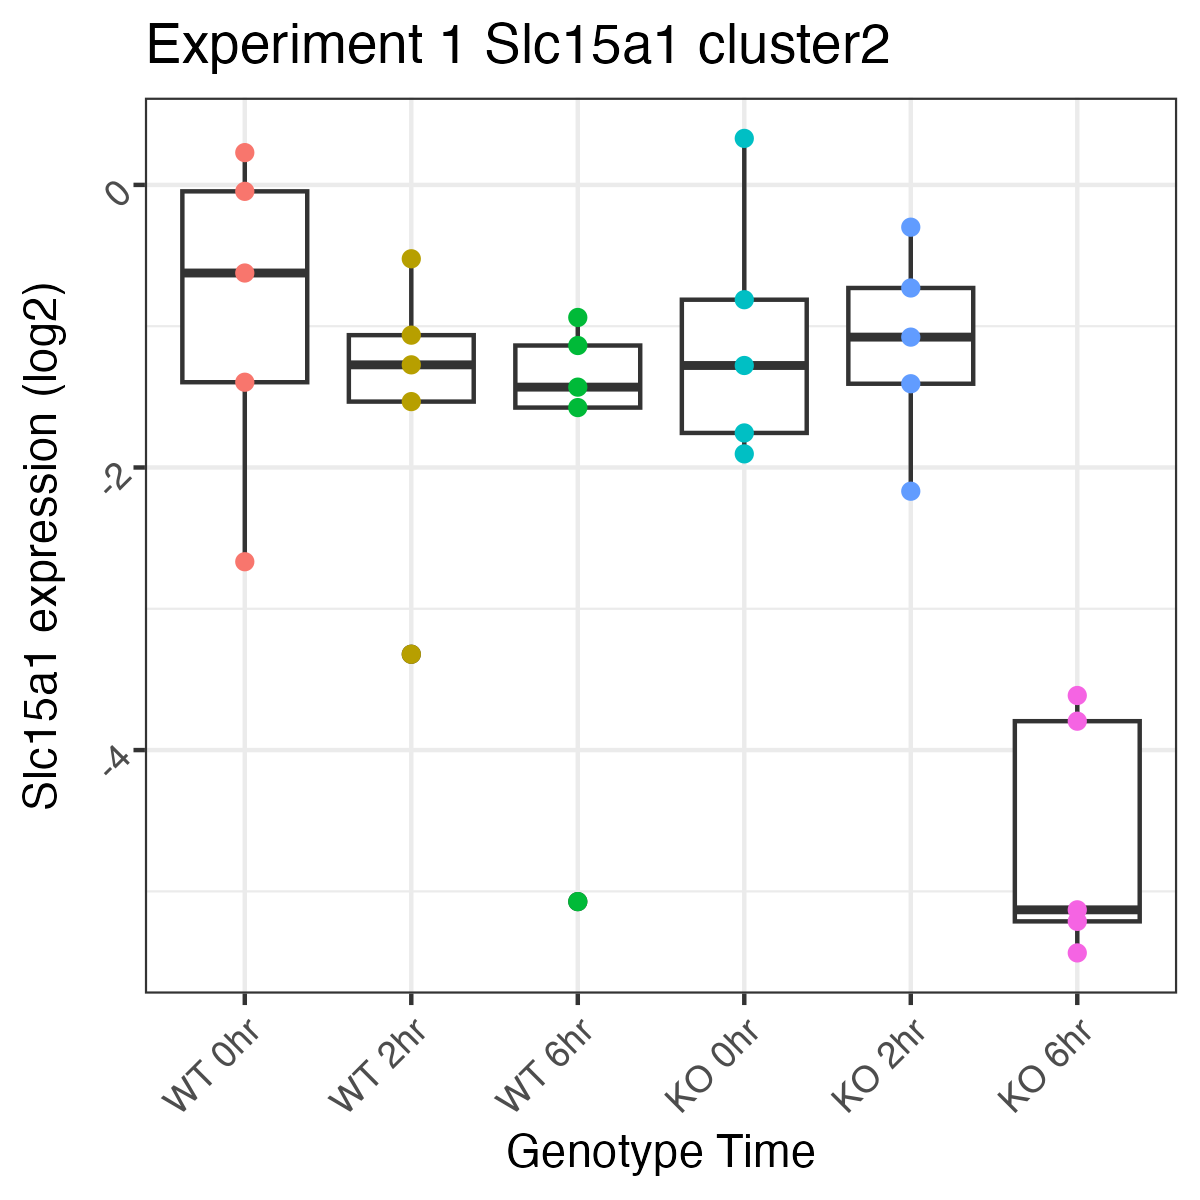 Experiment 1 Slc15a1 cluster2
Slc15a1 expression (log2)
0
-2
-4
WT 0hr
WT 2hr
WT 6hr
KO 0hr
KO 2hr
KO 6hr
Genotype Time